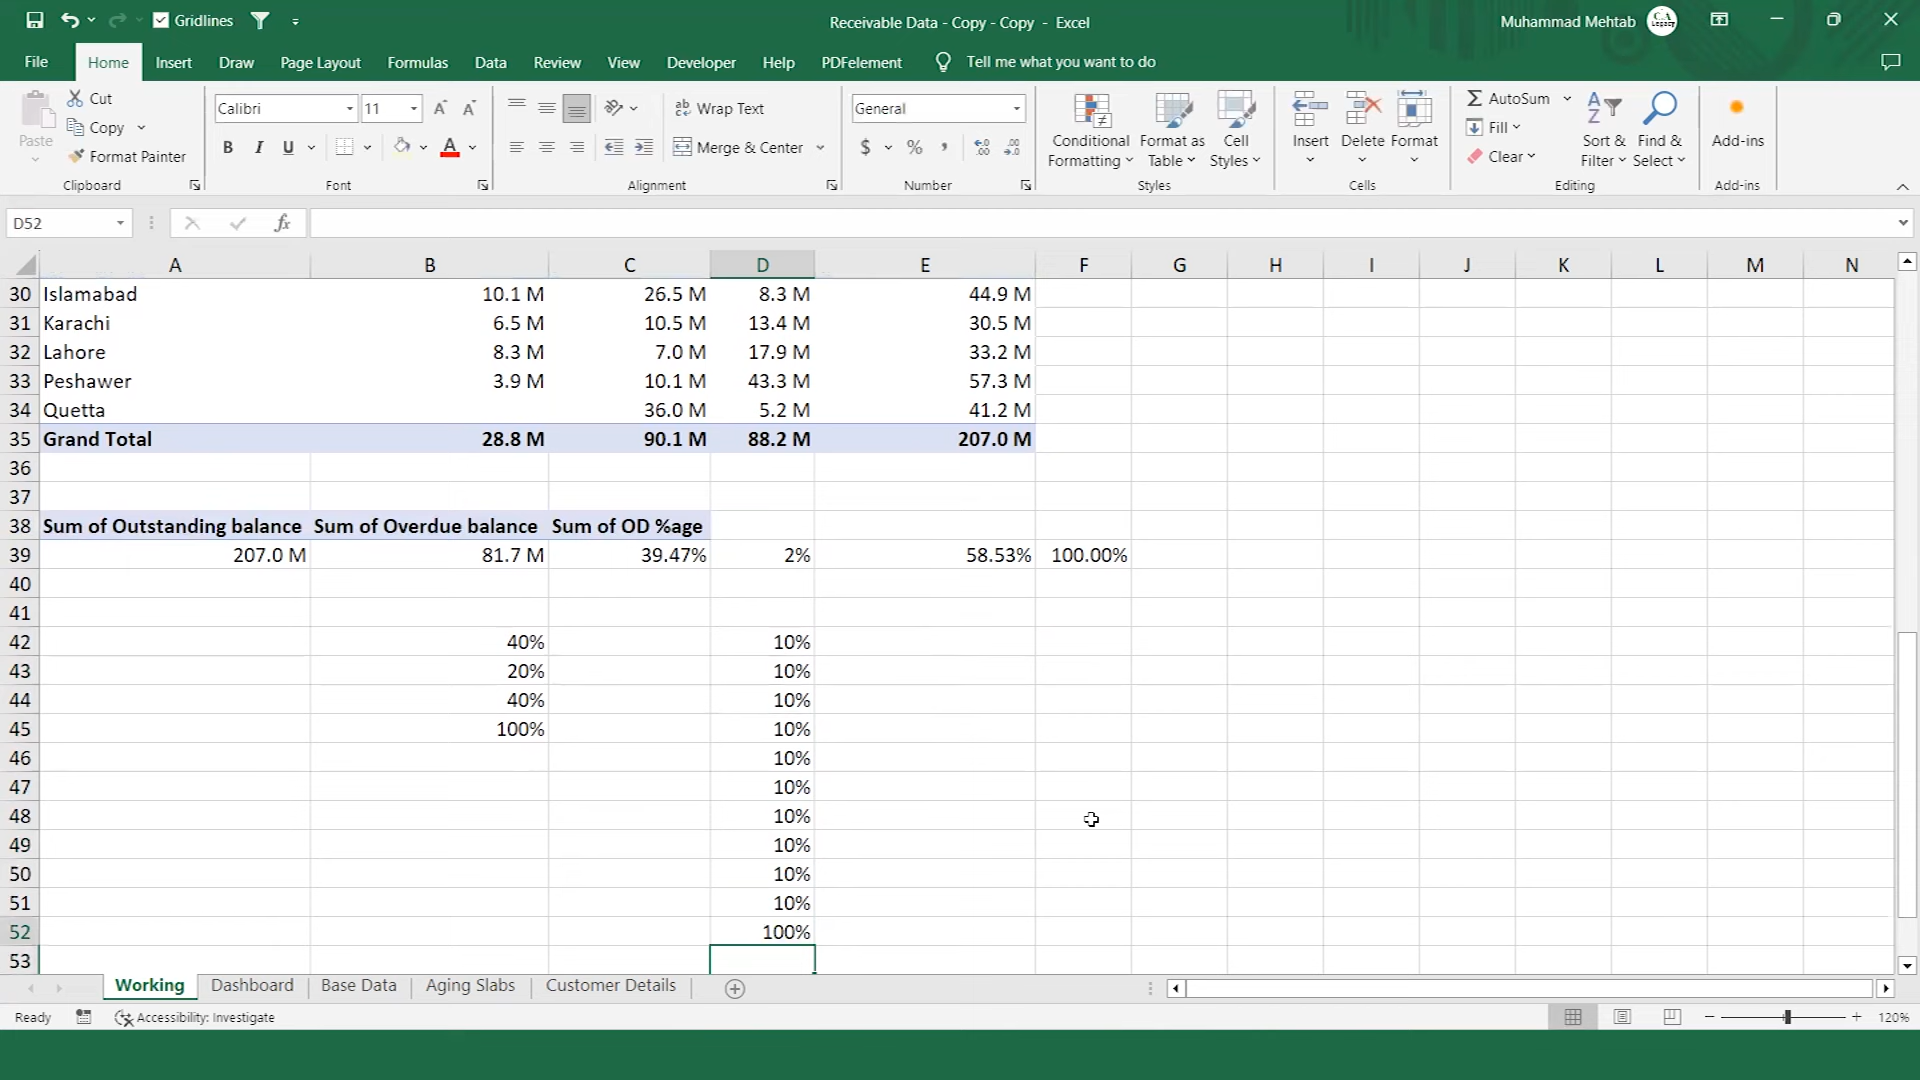 Gridlines
Receivable Data - Copy - Copy - Excel
Muhammad Mehtab
File Home Insert Draw Page Layout Formulas Data Review View Developer Help PDFelement Tell me what you want to do
Paste
Cut
Copy
Format Painter
Clipboard
Calibri 11
B I U A
Font
Wrap Text
Merge & Center
Alignment
General
$ % ,
Number
Conditional Formatting
Format as Table
Cell Styles
Styles
Insert Delete Format
Cells
AutoSum
Fill
Clear
Sort & Filter
Find & Select
Editing
Add-ins
Add-ins
D52 fx
A B C D E F G H I J K L M N
30 Islamabad 10.1 M 26.5 M 8.3 M 44.9 M
31 Karachi 6.5 M 10.5 M 13.4 M 30.5 M
32 Lahore 8.3 M 7.0 M 17.9 M 33.2 M
33 Peshawer 3.9 M 10.1 M 43.3 M 57.3 M
34 Quetta 36.0 M 5.2 M 41.2 M
35 Grand Total 28.8 M 90.1 M 88.2 M 207.0 M
36
37
38 Sum of Outstanding balance Sum of Overdue balance Sum of OD %age
39 207.0 M 81.7 M 39.47% 2% 58.53% 100.00%
40
41
42 40% 10%
43 20% 10%
44 40% 10%
45 100% 10%
46 10%
47 10%
48 10%
49 10%
50 10%
51 10%
52 100%
53
Working Dashboard Base Data Aging Slabs Customer Details
Ready Accessibility: Investigate 120%